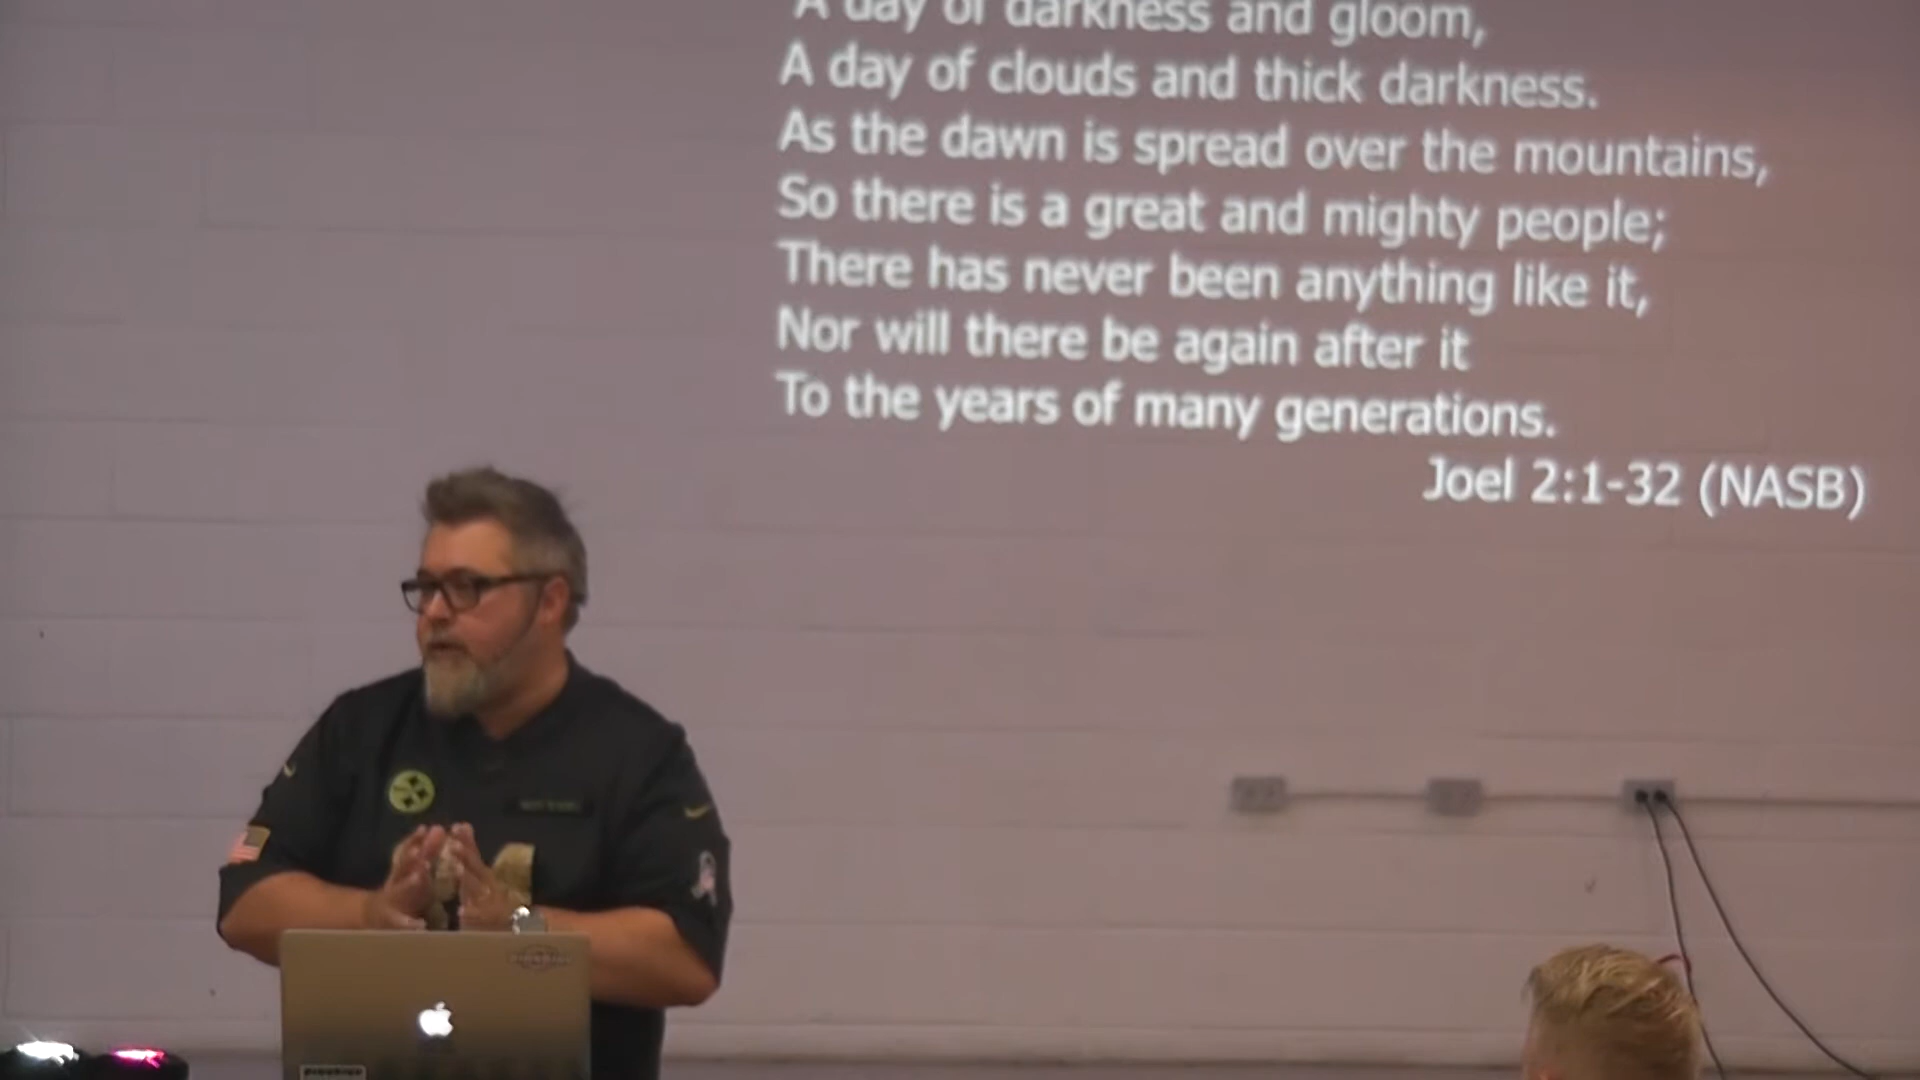 A day of darkness and gloom,
A day of clouds and thick darkness.
As the dawn is spread over the mountains,
So there is a great and mighty people;
There has never been anything like it,
Nor will there be again after it
To the years of many generations.
Joel 2:1-32 (NASB)